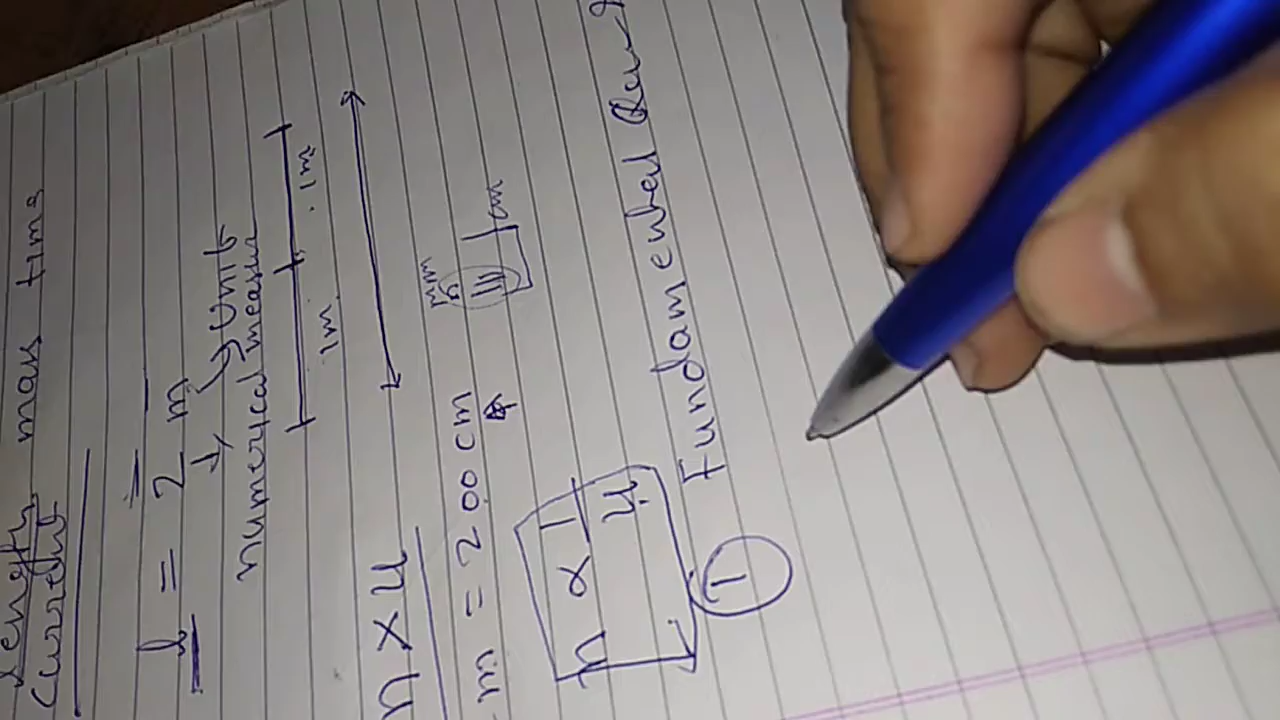 Length mass time
Current
l = 2 m
Unit
numerical measure
1m. . 1m
n × u
mm
m = 200 cm
n u cm
n ∝ 1/u
① Fundamental